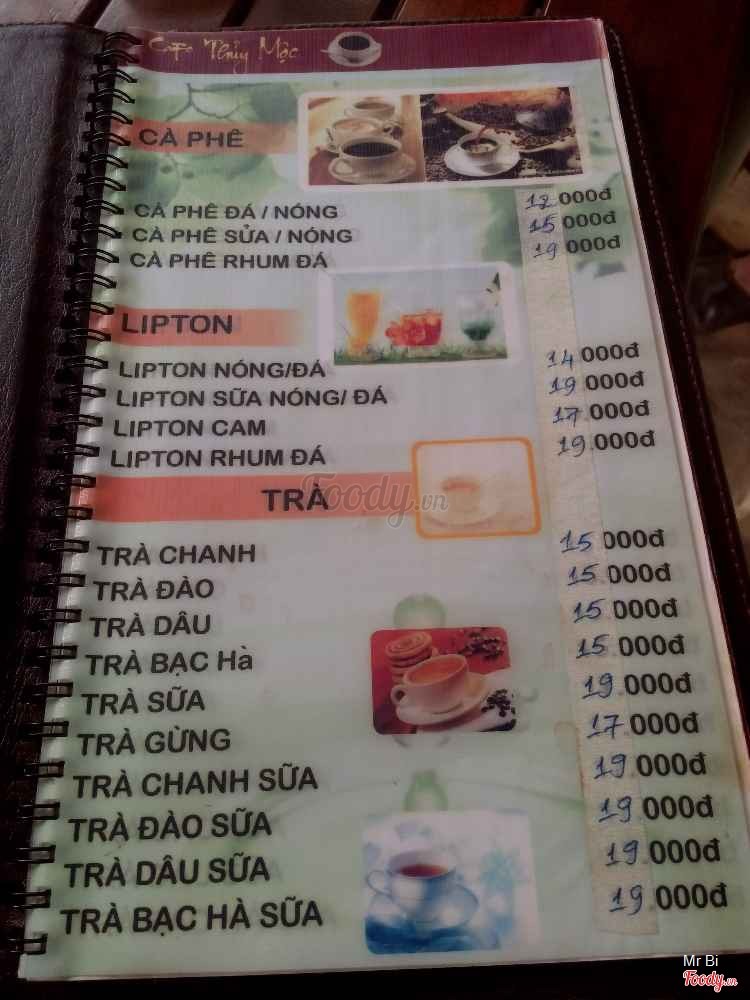 Cafe Thủy Mộc
CÀ PHÊ
CÀ PHÊ ĐÁ / NÓNG 12.000đ
CÀ PHÊ SỬA / NÓNG 15.000đ
CÀ PHÊ RHUM ĐÁ 19.000đ
LIPTON
LIPTON NÓNG/ĐÁ 14.000đ
LIPTON SỮA NÓNG/ ĐÁ 19.000đ
LIPTON CAM 17.000đ
LIPTON RHUM ĐÁ 19.000đ
TRÀ
Foody.vn
TRÀ CHANH 15.000đ
TRÀ ĐÀO 15.000đ
TRÀ DÂU 15.000đ
TRÀ BẠC Hà 15.000đ
TRÀ SỮA 19.000đ
TRÀ GỪNG 17.000đ
TRÀ CHANH SỮA 19.000đ
TRÀ ĐÀO SỮA 19.000đ
TRÀ DÂU SỮA 19.000đ
TRÀ BẠC HÀ SỮA 19.000đ
Mr Bi
Foody.vn